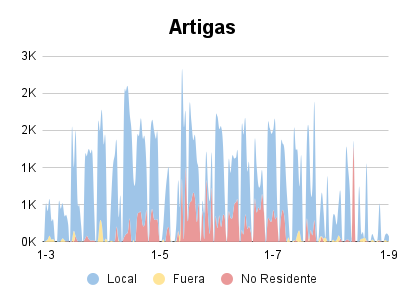 Artigas
3K
2K
2K
1K
1K
0K
1-3 1-5 1-7 1-9
Local Fuera No Residente